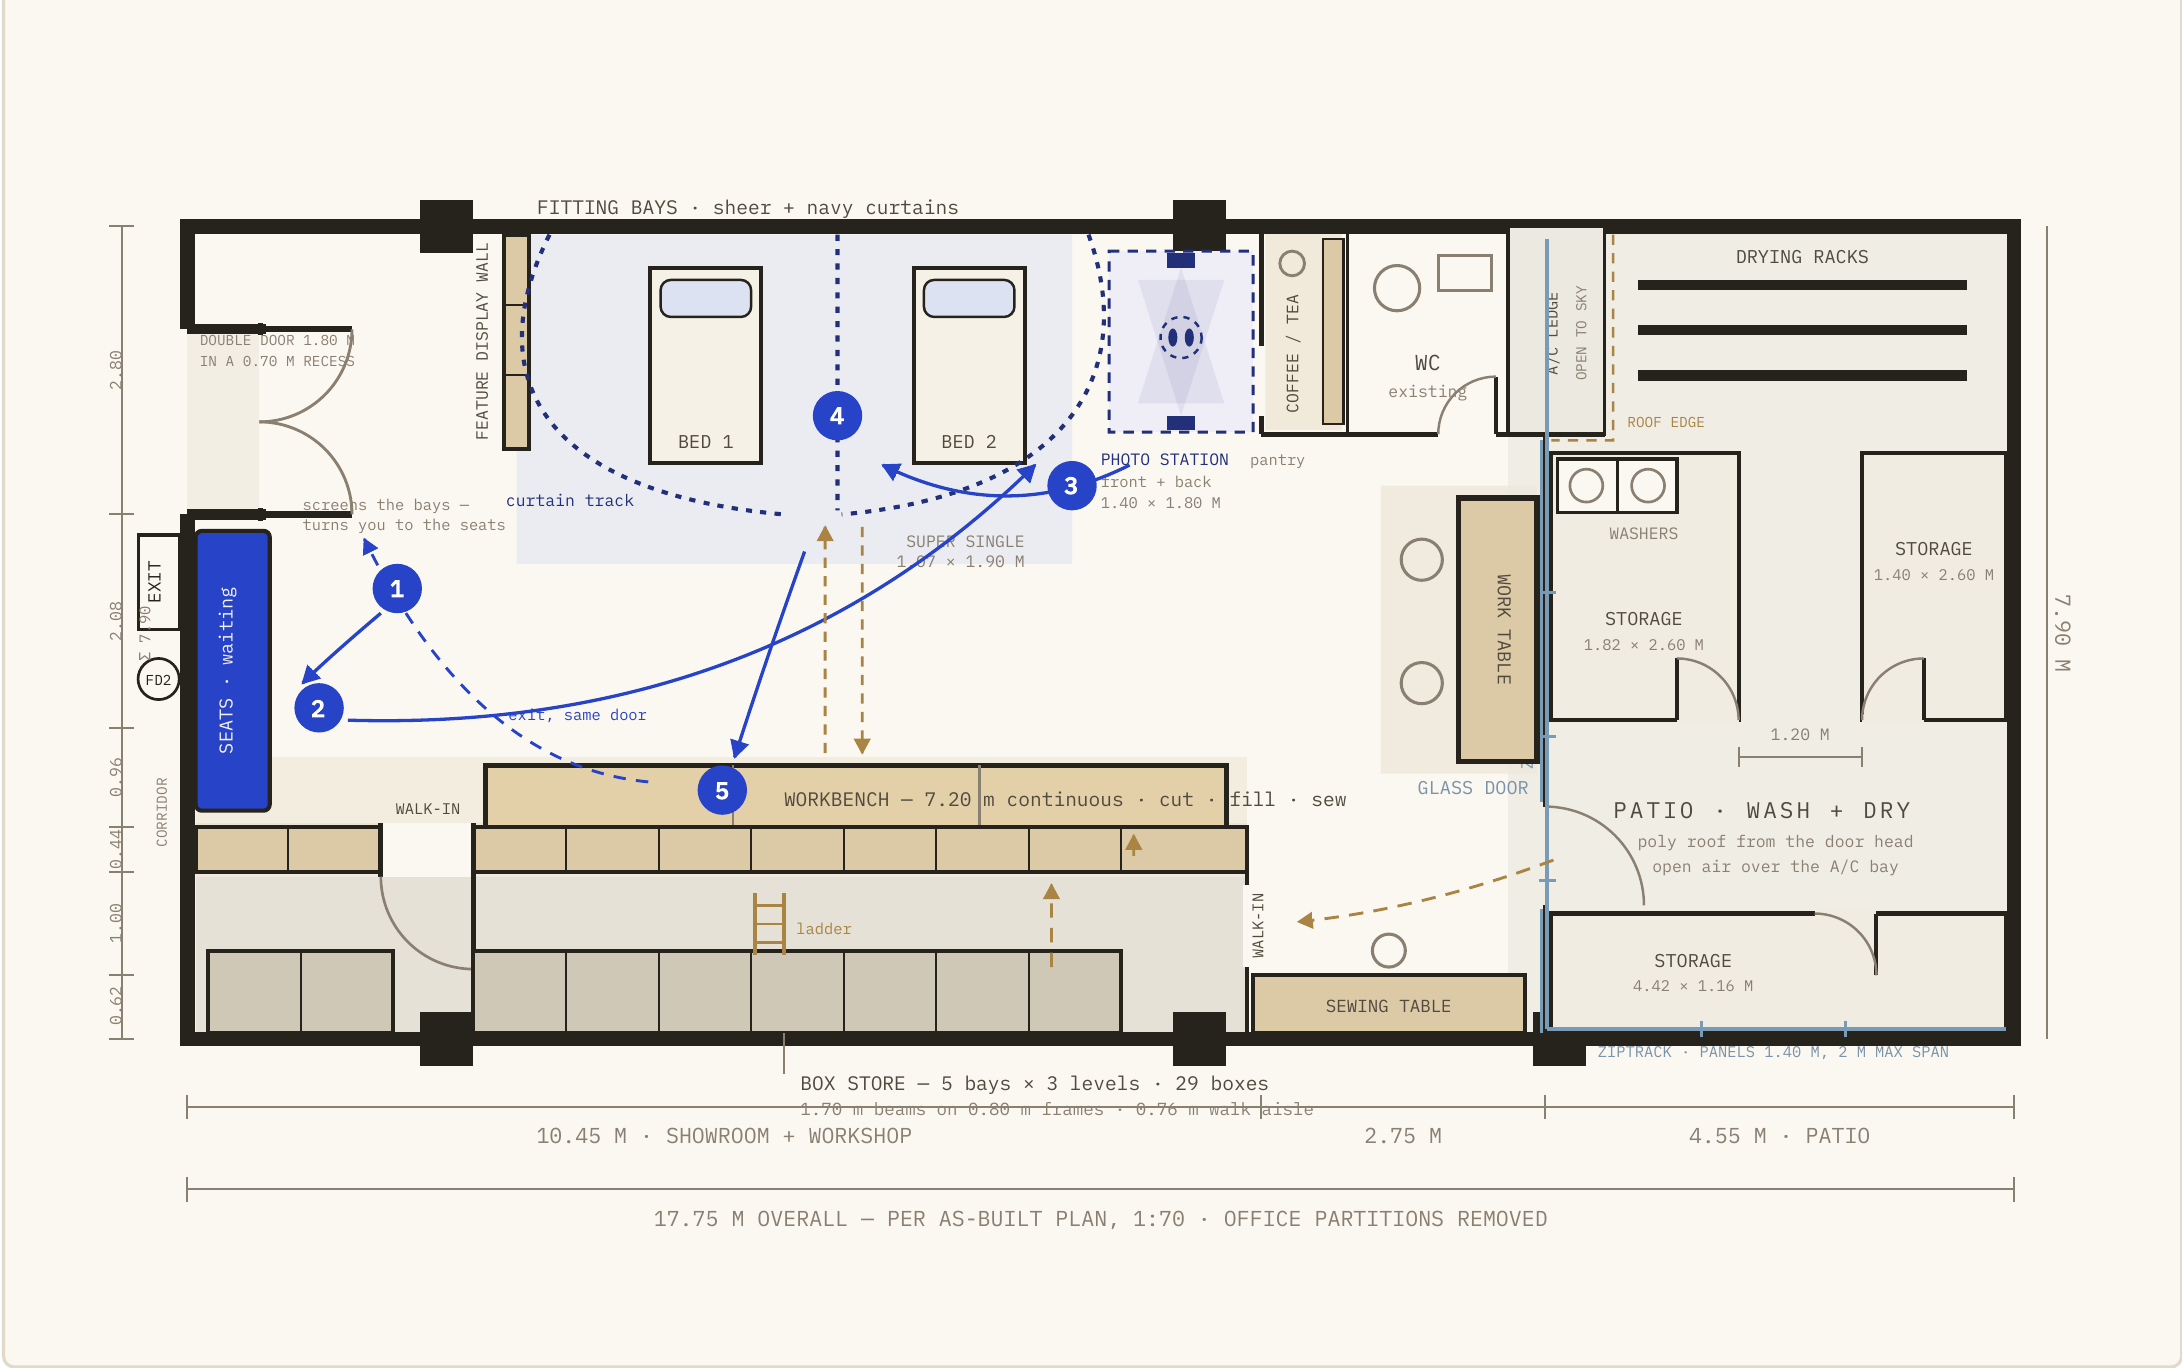 FITTING BAYS · sheer + navy curtains
FEATURE DISPLAY WALL
DOUBLE DOOR 1.80 M
IN A 0.70 M RECESS
screens the bays —
turns you to the seats
curtain track
BED 1
BED 2
4
3
SUPER SINGLE
1.07 × 1.90 M
PHOTO STATION
front + back
1.40 × 1.80 M
pantry
COFFEE / TEA
WC
existing
A/C LEDGE
OPEN TO SKY
DRYING RACKS
ROOF EDGE
WASHERS
STORAGE
1.82 × 2.60 M
STORAGE
1.40 × 2.60 M
1.20 M
WORK TABLE
GLASS DOOR
PATIO · WASH + DRY
poly roof from the door head
open air over the A/C bay
STORAGE
4.42 × 1.16 M
ZIPTRACK · PANELS 1.40 M, 2 M MAX SPAN
EXIT
FD2
CORRIDOR
SEATS · waiting
1
2
exit, same door
5
WALK-IN
WORKBENCH — 7.20 m continuous · cut · fill · sew
ladder
WALK-IN
SEWING TABLE
2.80
2.08
0.96
0.44
1.00
0.62
Σ 7.90
7.90 M
BOX STORE — 5 bays × 3 levels · 29 boxes
1.70 m beams on 0.80 m frames · 0.76 m walk aisle
10.45 M · SHOWROOM + WORKSHOP
2.75 M
4.55 M · PATIO
17.75 M OVERALL — PER AS-BUILT PLAN, 1:70 · OFFICE PARTITIONS REMOVED